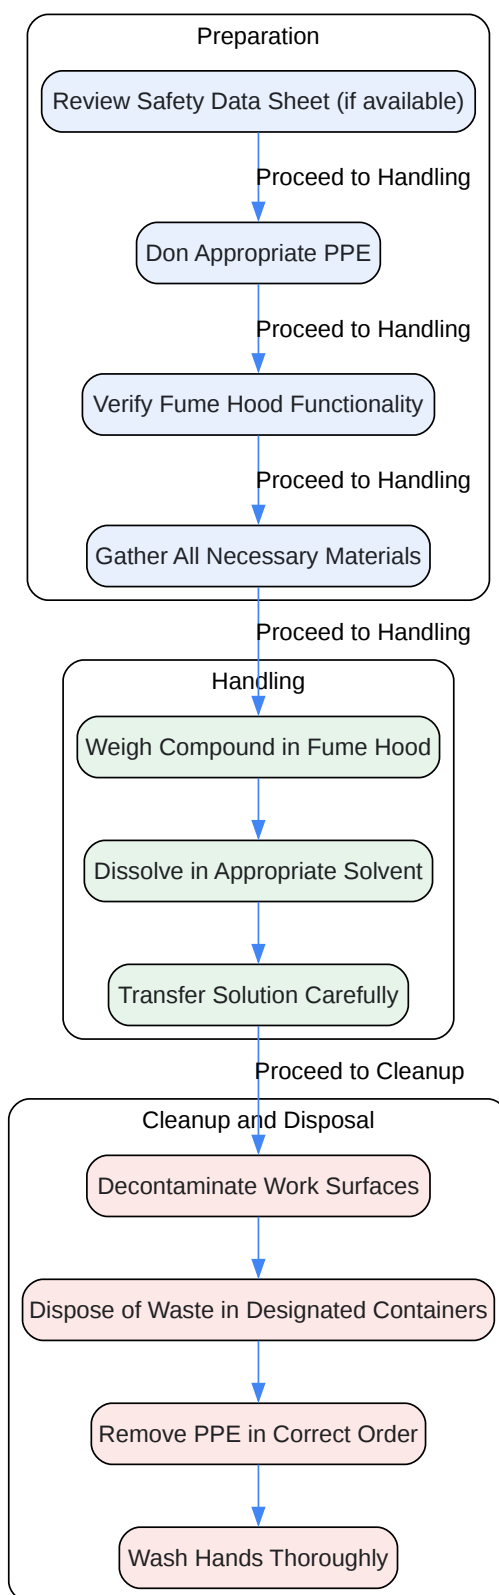 Preparation
Review Safety Data Sheet (if available)
Proceed to Handling
Don Appropriate PPE
Proceed to Handling
Verify Fume Hood Functionality
Proceed to Handling
Gather All Necessary Materials
Proceed to Handling
Handling
Weigh Compound in Fume Hood
Dissolve in Appropriate Solvent
Transfer Solution Carefully
Proceed to Cleanup
Cleanup and Disposal
Decontaminate Work Surfaces
Dispose of Waste in Designated Containers
Remove PPE in Correct Order
Wash Hands Thoroughly